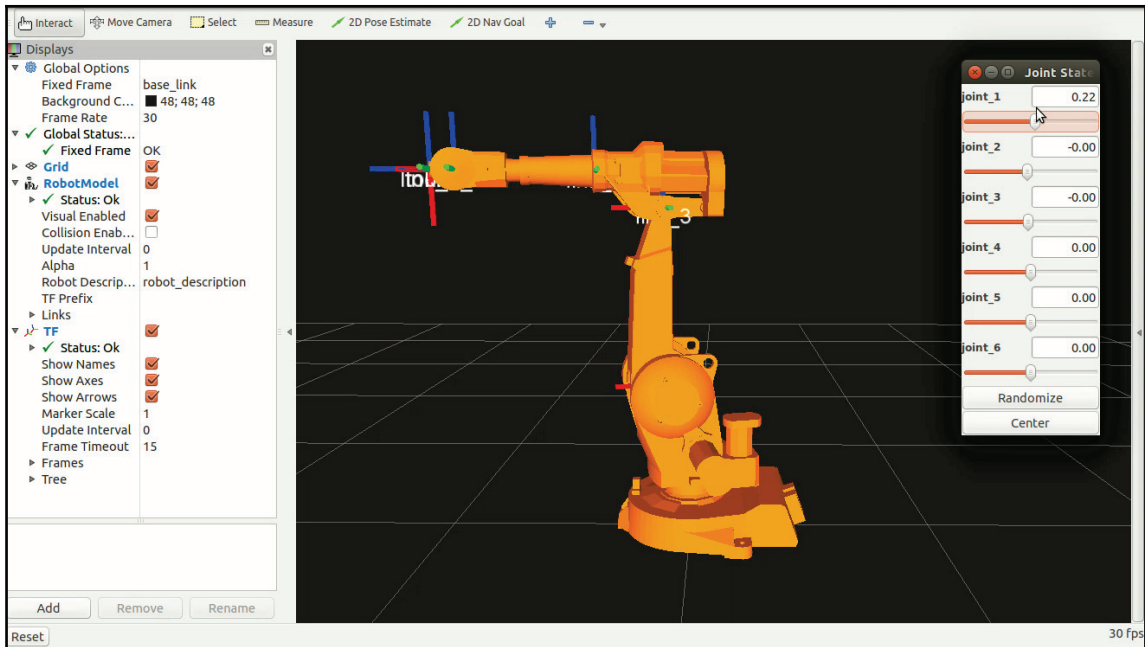 Interact Move Camera Select Measure 2D Pose Estimate 2D Nav Goal
Displays
Global Options
Fixed Frame base_link
Background C... 48; 48; 48
Frame Rate 30
Global Status:...
Fixed Frame OK
Grid
RobotModel
Status: Ok
Visual Enabled
Collision Enab...
Update Interval 0
Alpha 1
Robot Descrip... robot_description
TF Prefix
Links
TF
Status: Ok
Show Names
Show Axes
Show Arrows
Marker Scale 1
Update Interval 0
Frame Timeout 15
Frames
Tree
Add Remove Rename
Reset
Joint State
joint_1 0.22
joint_2 -0.00
joint_3 -0.00
joint_4 0.00
joint_5 0.00
joint_6 0.00
Randomize
Center
30 fps